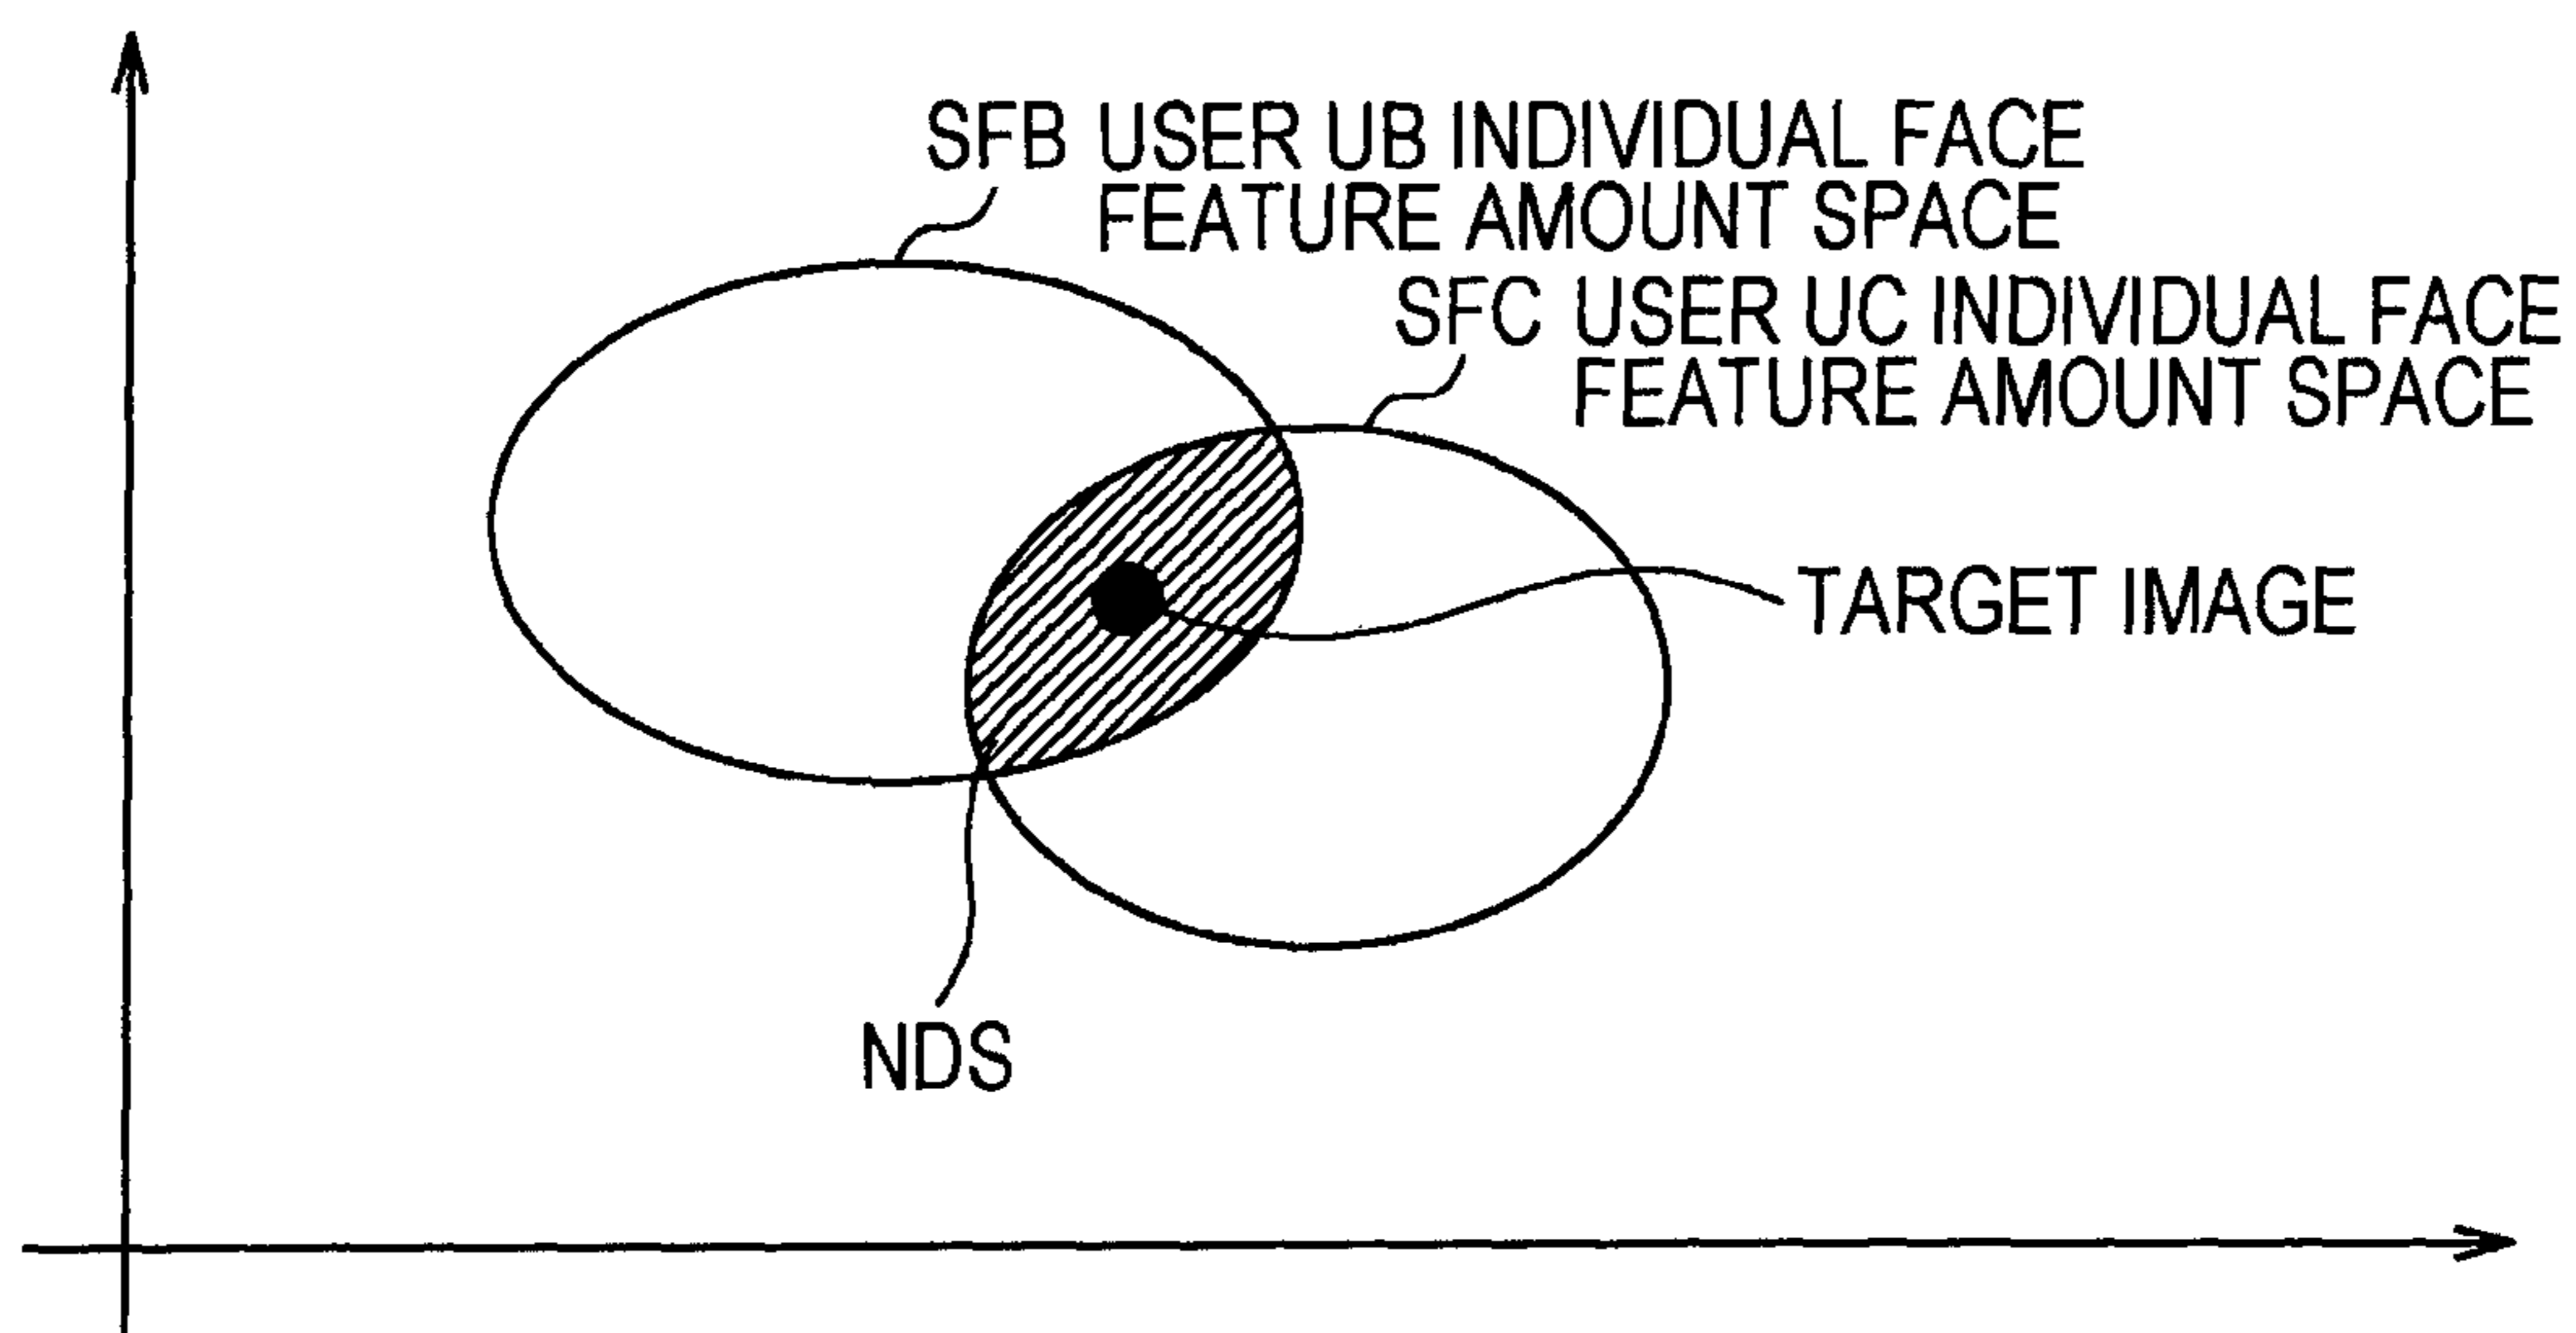 SFB USER UB INDIVIDUAL FACE
FEATURE AMOUNT SPACE
SFC USER UC INDIVIDUAL FACE
FEATURE AMOUNT SPACE
TARGET IMAGE
NDS